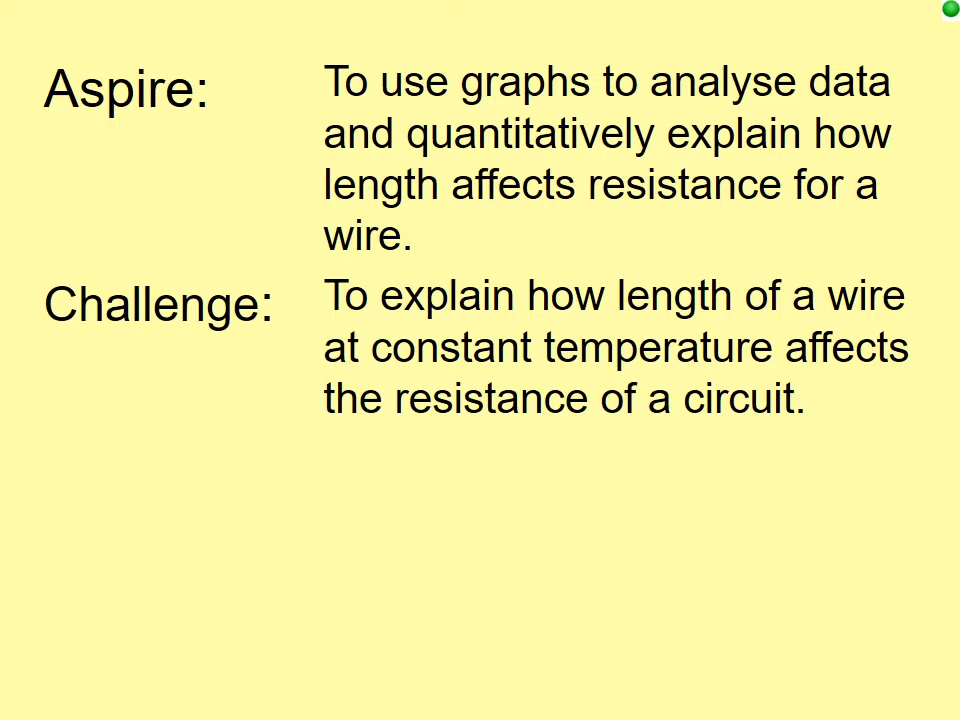 Aspire:
To use graphs to analyse data
and quantitatively explain how
length affects resistance for a
wire.
Challenge:
To explain how length of a wire
at constant temperature affects
the resistance of a circuit.